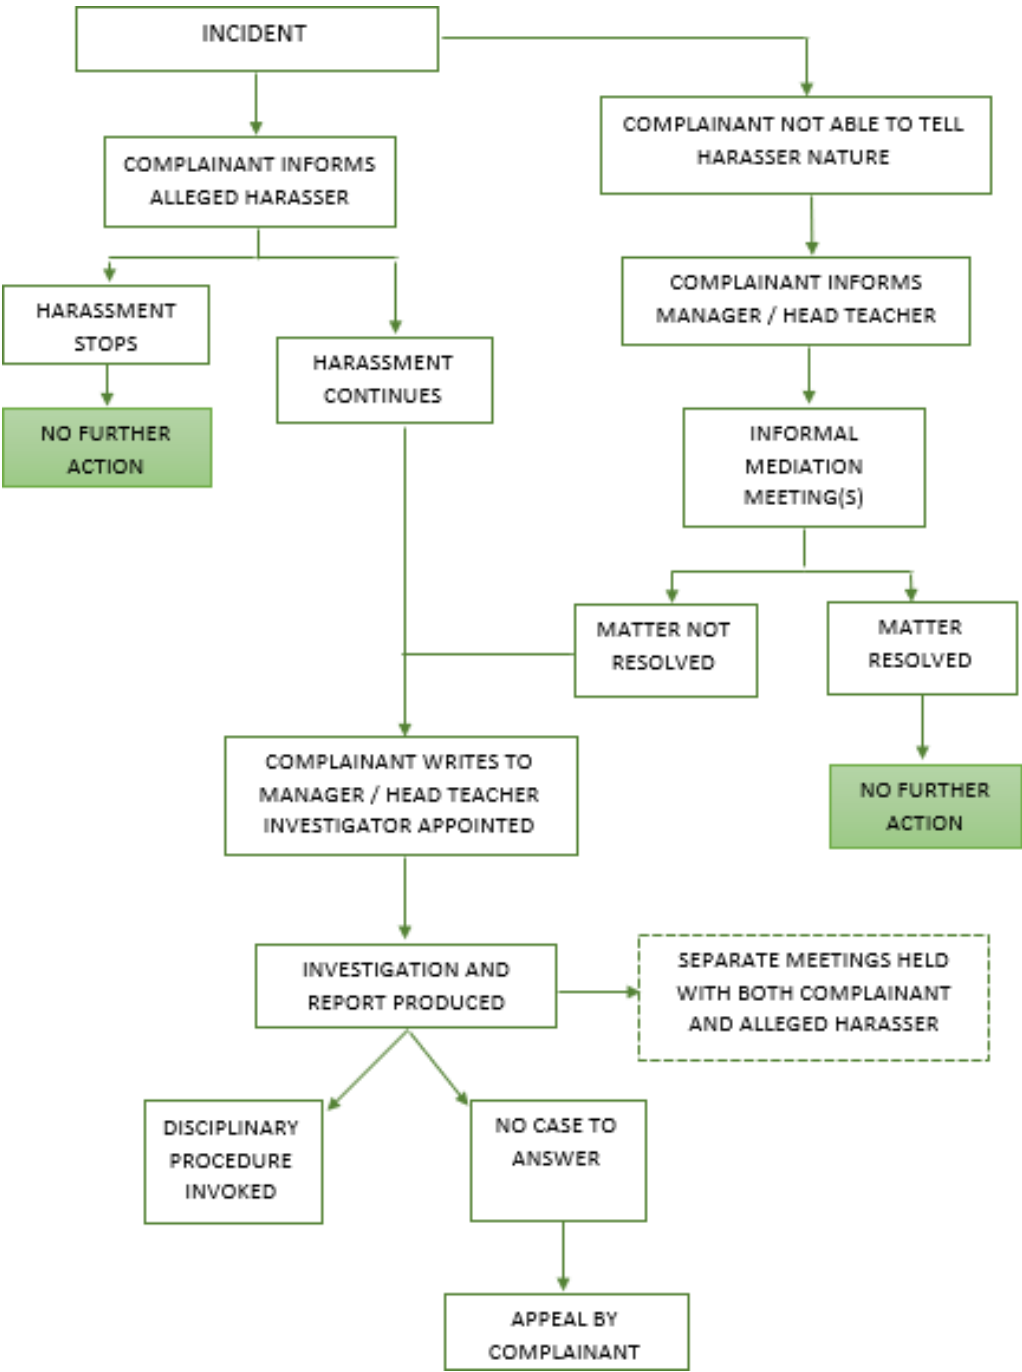 INCIDENT
COMPLAINANT NOT ABLE TO TELL
HARASSER NATURE
COMPLAINANT INFORMS
ALLEGED HARASSER
COMPLAINANT INFORMS
MANAGER / HEAD TEACHER
HARASSMENT
STOPS
HARASSMENT
CONTINUES
NO FURTHER
ACTION
INFORMAL
MEDIATION
MEETING(S)
MATTER NOT
RESOLVED
MATTER
RESOLVED
COMPLAINANT WRITES TO
MANAGER / HEAD TEACHER
INVESTIGATOR APPOINTED
NO FURTHER
ACTION
INVESTIGATION AND
REPORT PRODUCED
SEPARATE MEETINGS HELD
WITH BOTH COMPLAINANT
AND ALLEGED HARASSER
DISCIPLINARY
PROCEDURE
INVOKED
NO CASE TO
ANSWER
APPEAL BY
COMPLAINANT